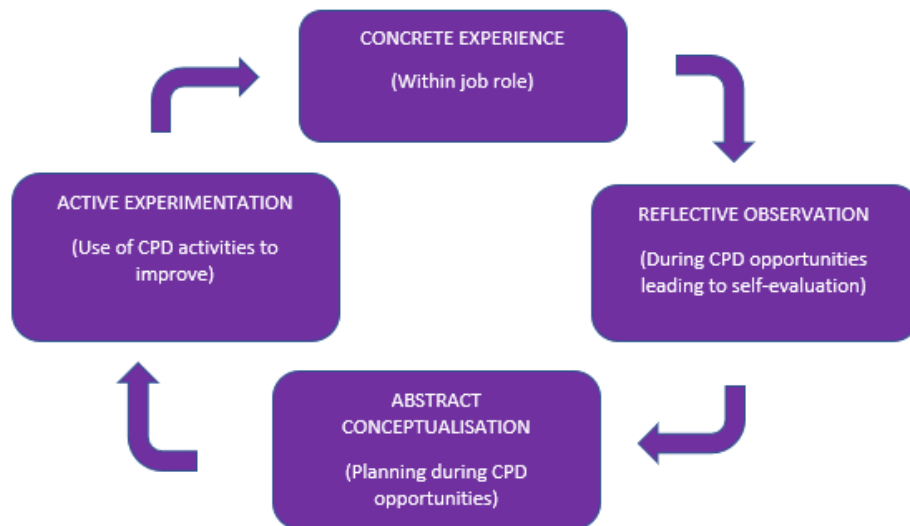 CONCRETE EXPERIENCE
(Within job role)
REFLECTIVE OBSERVATION
(During CPD opportunities
leading to self-evaluation)
ABSTRACT
CONCEPTUALISATION
(Planning during CPD
opportunities)
ACTIVE EXPERIMENTATION
(Use of CPD activities to
improve)